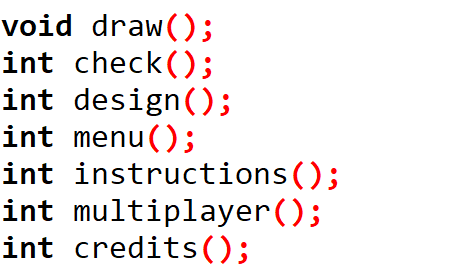 void draw();
int check();
int design();
int menu();
int instructions();
int multiplayer();
int credits();